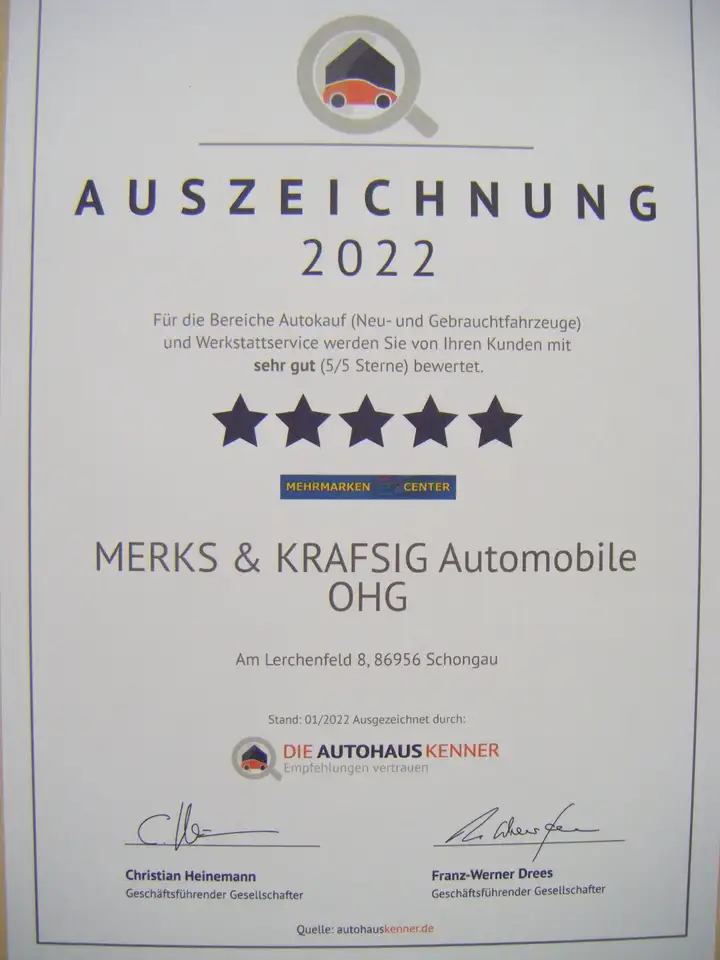 AUSZEICHNUNG
2022
Für die Bereiche Autokauf (Neu- und Gebrauchtfahrzeuge)
und Werkstattservice werden Sie von Ihren Kunden mit
sehr gut (5/5 Sterne) bewertet.
MEHRMARKEN CENTER
MERKS & KRAFSIG Automobile
OHG
Am Lerchenfeld 8, 86956 Schongau
Stand: 01/2022 Ausgezeichnet durch:
DIE AUTOHAUSKENNER
Empfehlungen vertrauen
Christian Heinemann
Geschäftsführender Gesellschafter
Franz-Werner Drees
Geschäftsführender Gesellschafter
Quelle: autohauskenner.de